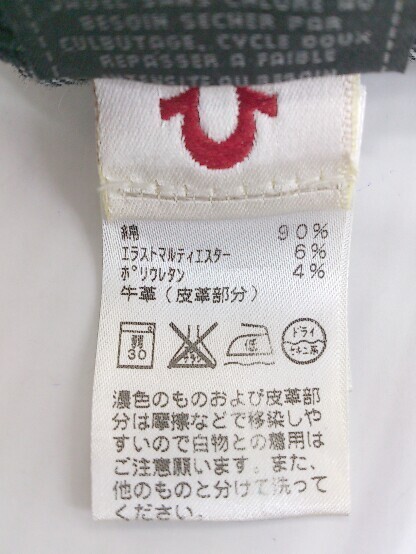 BESOIN SECHER PAR
CULBUTAGE, CYCLE DOUX
REPASSER A FAIBLE
綿 90%
エラストマルティエスター 6%
ポリウレタン 4%
牛革(皮革部分)
弱
30
低
ドライ
濃色のものおよび皮革部
分は摩擦などで移染しや
すいので白物との着用は
ご注意願います。また、
他のものと分けて洗って
ください。